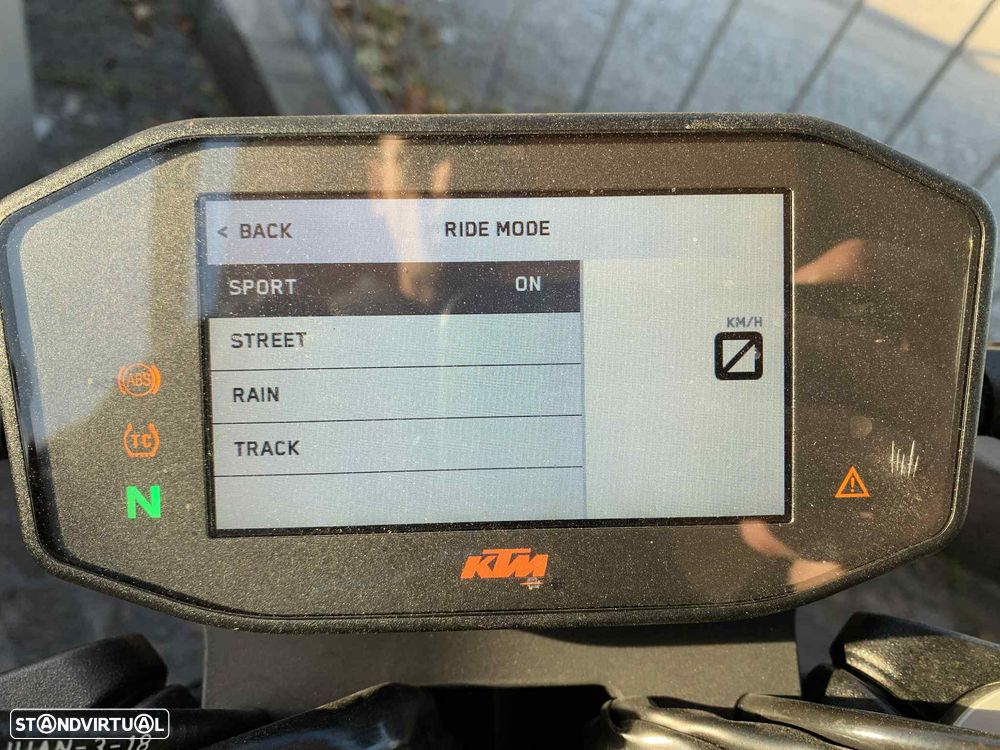 < BACK RIDE MODE
SPORT ON
STREET
KM/H
RAIN
TRACK
ABS
TC
N
KTM
STANDVIRTUAL